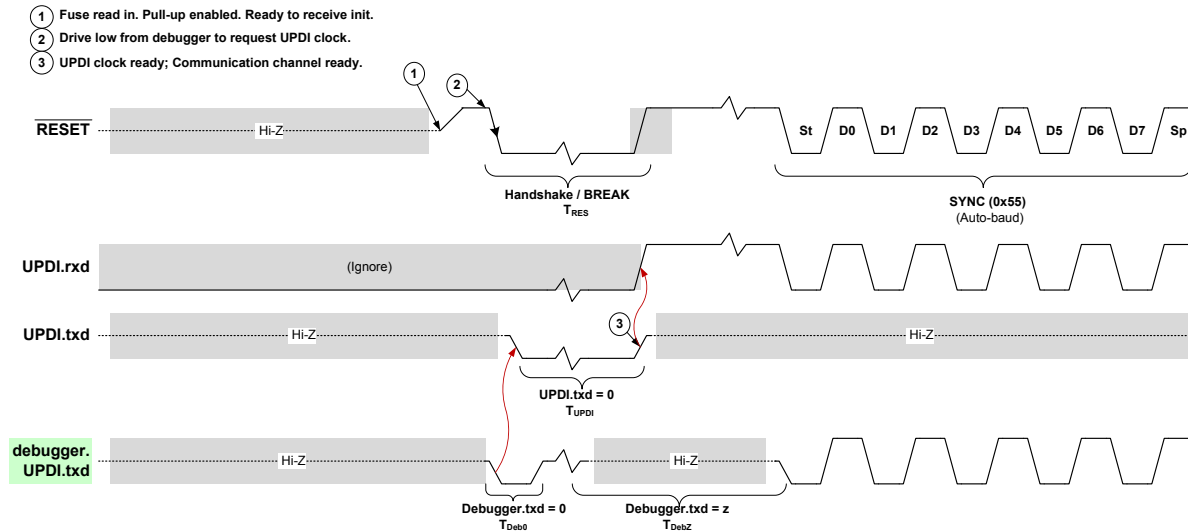 1 Fuse read in. Pull-up enabled. Ready to receive init.
2 Drive low from debugger to request UPDI clock.
3 UPDI clock ready; Communication channel ready.
1
2
RESET
Hi-Z
St D0 D1 D2 D3 D4 D5 D6 D7 Sp
Handshake / BREAK
TRES
SYNC (0x55)
(Auto-baud)
UPDI.rxd
(Ignore)
3
UPDI.txd
Hi-Z
Hi-Z
UPDI.txd = 0
TUPDI
debugger.
UPDI.txd
Hi-Z
Hi-Z
Debugger.txd = 0
TDeb0
Debugger.txd = z
TDebZ